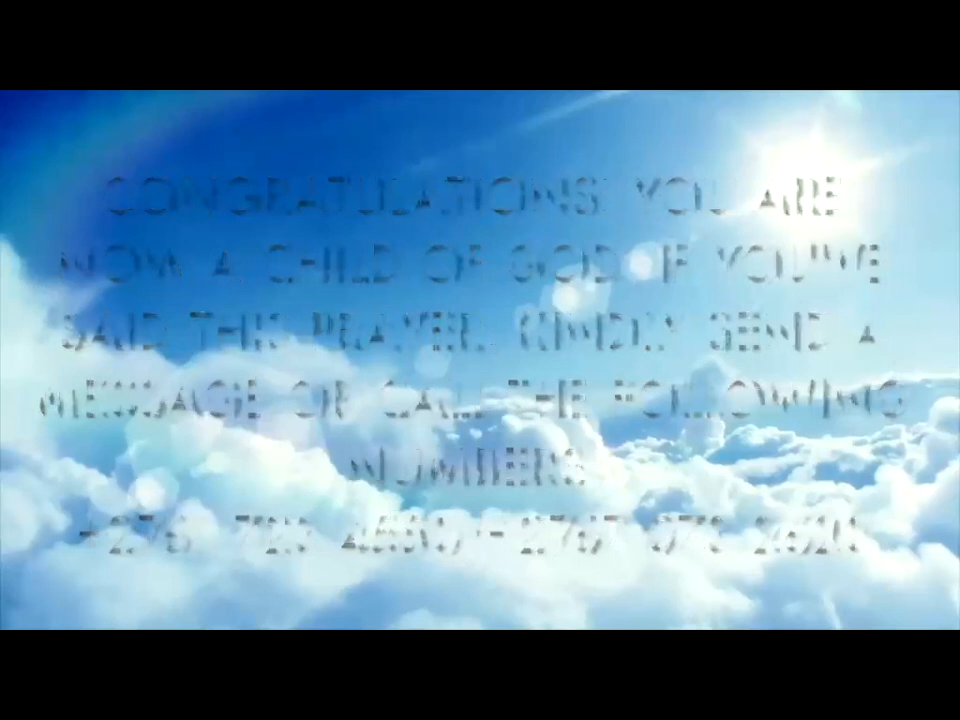 CONGRATULATIONS! YOU ARE
NOW A CHILD OF GOD. IF YOU'VE
SAID THIS PRAYER, KINDLY SEND A
MESSAGE OR CALL THE FOLLOWING
NUMBERS